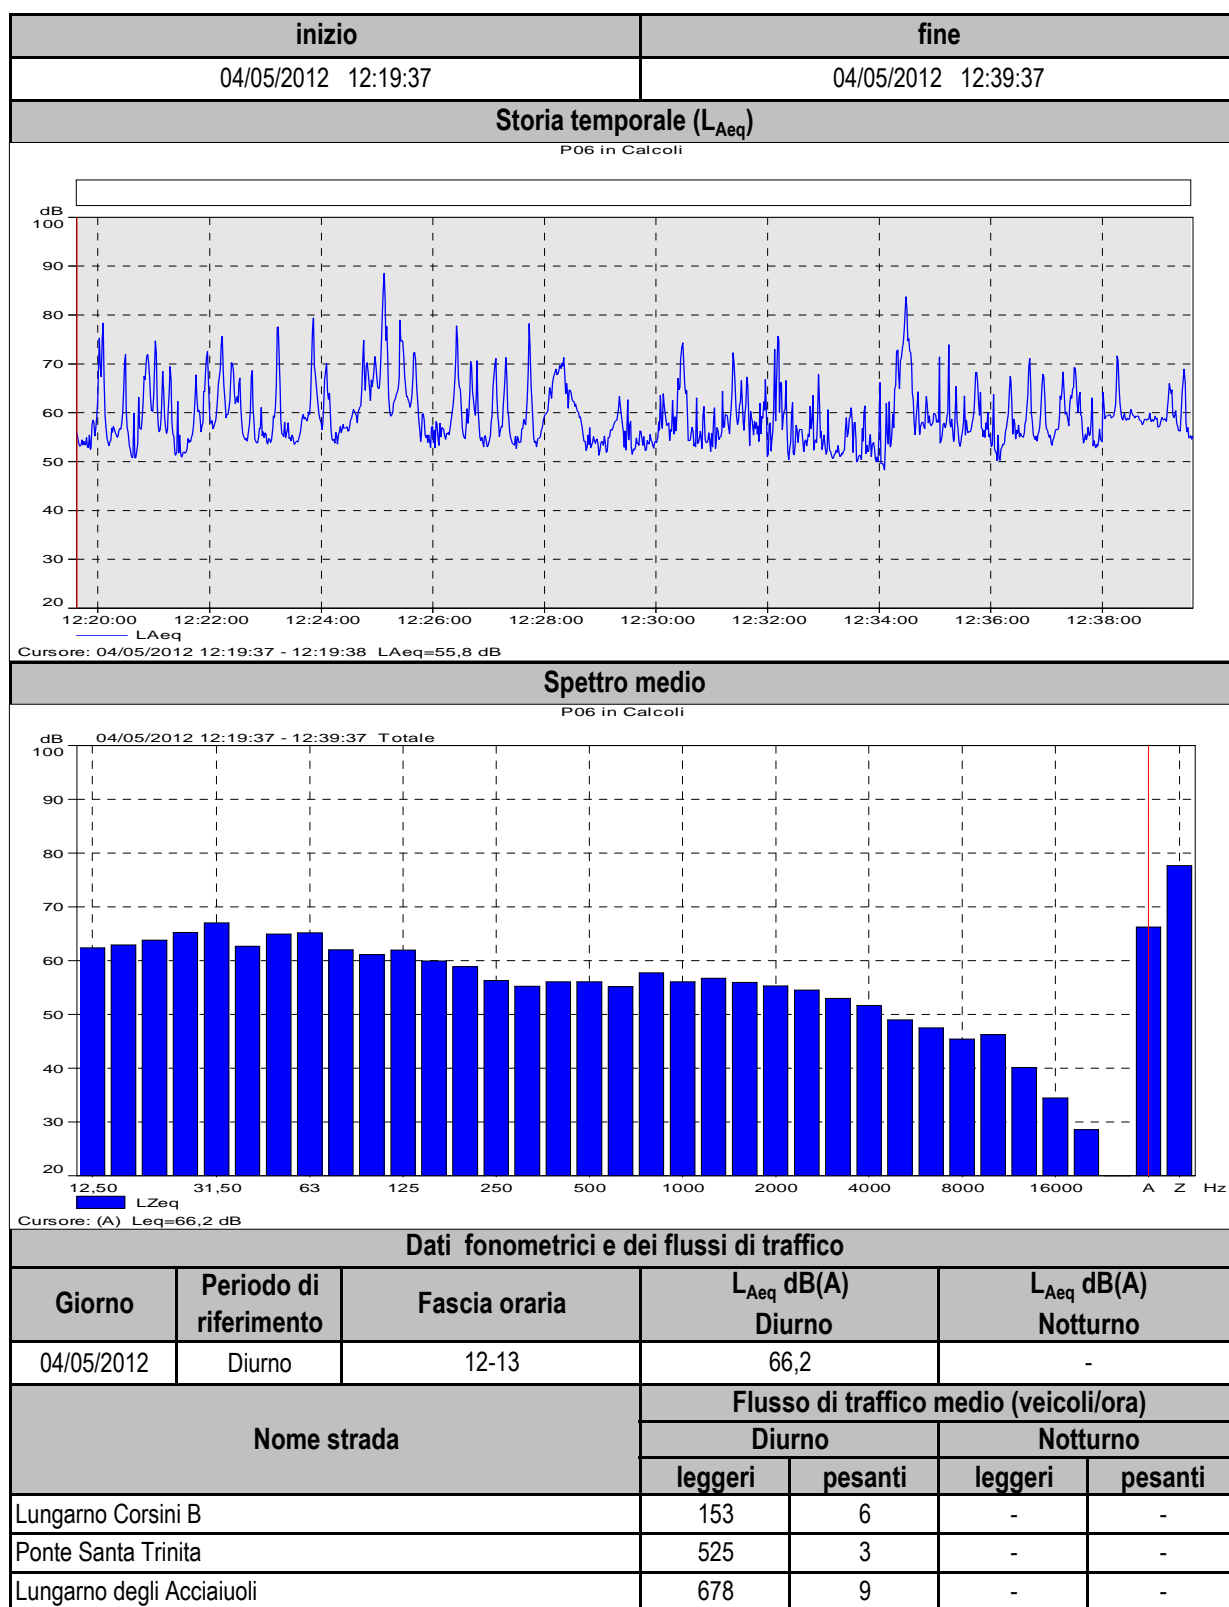 inizio fine
04/05/2012 12:19:37 04/05/2012 12:39:37
Storia temporale (LAeq)
P06 in Calcoli
dB
100
90
80
70
60
50
40
30
20
12:20:00 12:22:00 12:24:00 12:26:00 12:28:00 12:30:00 12:32:00 12:34:00 12:36:00 12:38:00
LAeq
Cursore: 04/05/2012 12:19:37 - 12:19:38 LAeq=55,8 dB
Spettro medio
P06 in Calcoli
dB 04/05/2012 12:19:37 - 12:39:37 Totale
100
90
80
70
60
50
40
30
20
12,50 31,50 63 125 250 500 1000 2000 4000 8000 16000 A Z Hz
LZeq
Cursore: (A) Leq=66,2 dB
Dati fonometrici e dei flussi di traffico
Giorno Periodo di riferimento Fascia oraria LAeq dB(A) Diurno LAeq dB(A) Notturno
04/05/2012 Diurno 12-13 66,2 -
Nome strada Flusso di traffico medio (veicoli/ora)
Diurno Notturno
leggeri pesanti leggeri pesanti
Lungarno Corsini B 153 6 - -
Ponte Santa Trinita 525 3 - -
Lungarno degli Acciaiuoli 678 9 - -